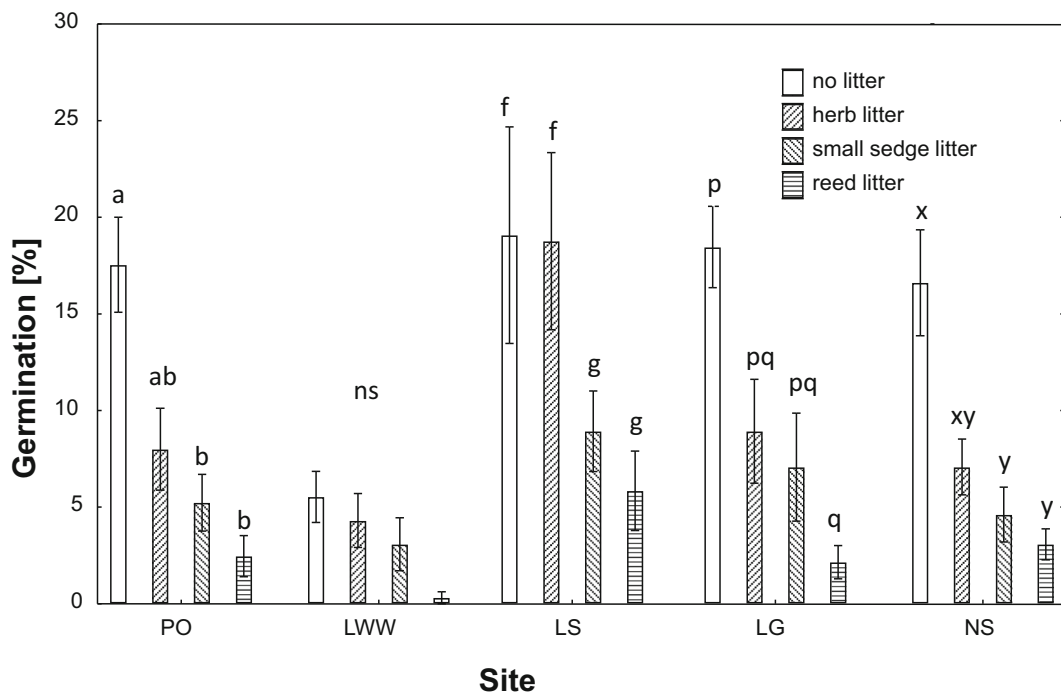 Germination [%]
30
25
20
15
10
5
0
no litter
herb litter
small sedge litter
reed litter
a
ab
b
b
ns
f
f
g
g
p
pq
pq
q
x
xy
y
y
PO
LWW
LS
LG
NS
Site